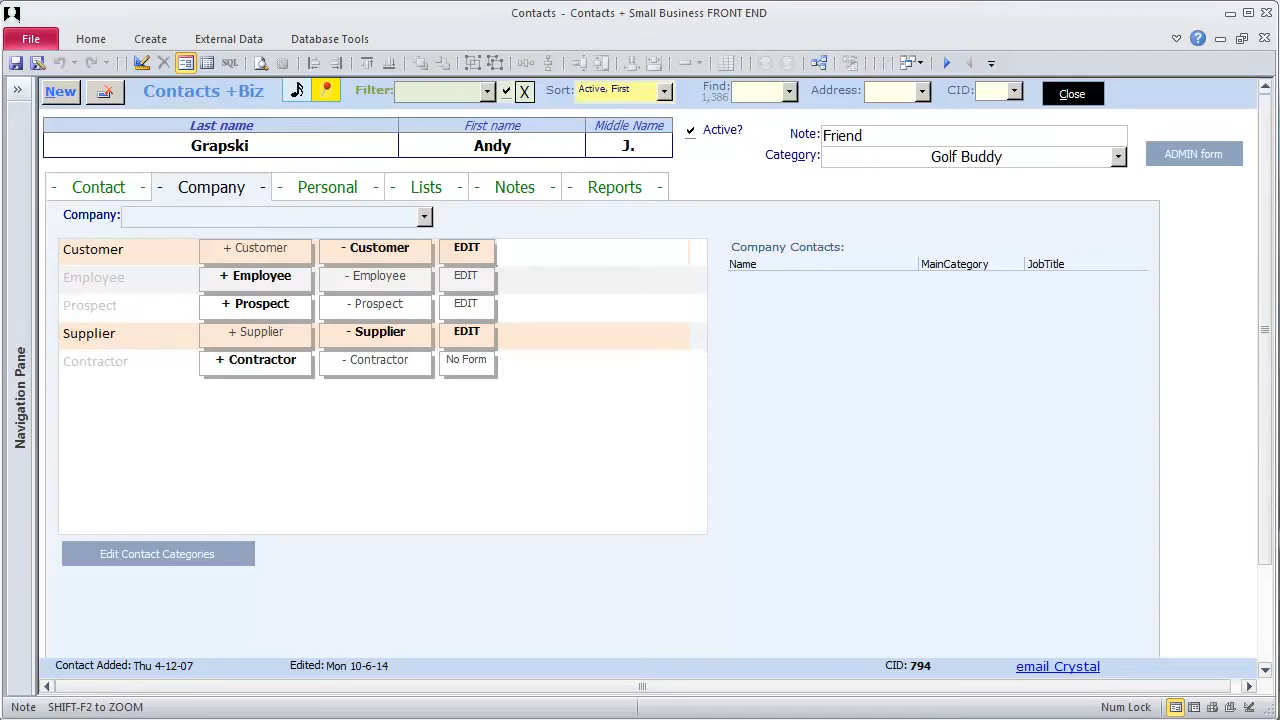 Contacts - Contacts + Small Business FRONT END
File Home Create External Data Database Tools
SQL
New Contacts +Biz Filter: X Sort: Active, First Find: 1,386 Address: CID: Close
Last name First name Middle Name
Grapski Andy J.
Active?
Note: Friend
Category: Golf Buddy
ADMIN form
- Contact - - Company - - Personal - - Lists - - Notes - - Reports -
Company:
Customer + Customer - Customer EDIT
Employee + Employee - Employee EDIT
Prospect + Prospect - Prospect EDIT
Supplier + Supplier - Supplier EDIT
Contractor + Contractor - Contractor No Form
Company Contacts:
Name MainCategory JobTitle
Edit Contact Categories
Navigation Pane
Contact Added: Thu 4-12-07 Edited: Mon 10-6-14 CID: 794 email Crystal
Note SHIFT-F2 to ZOOM Num Lock